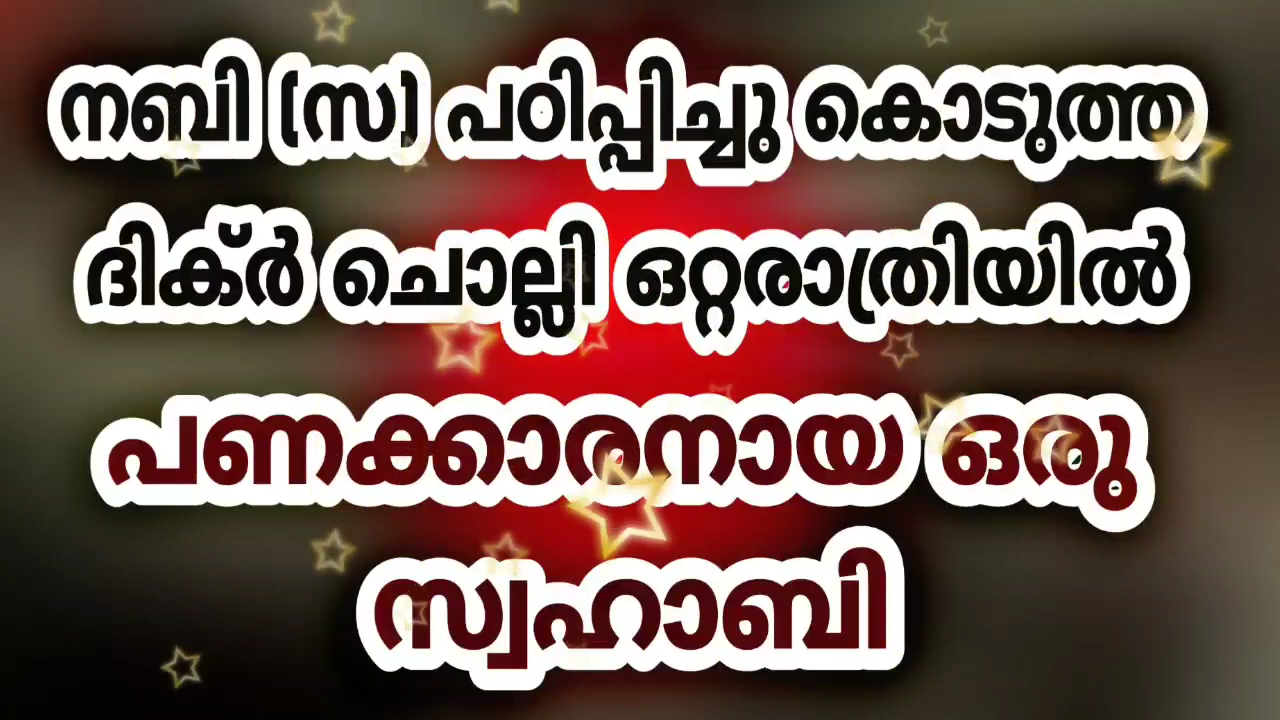 നബി (സ) പഠിപ്പിച്ചു കൊടുത്ത
ദിക്ർ ചൊല്ലി ഒറ്റരാത്രിയിൽ
പണക്കാരനായ ഒരു
സ്വഹാബി